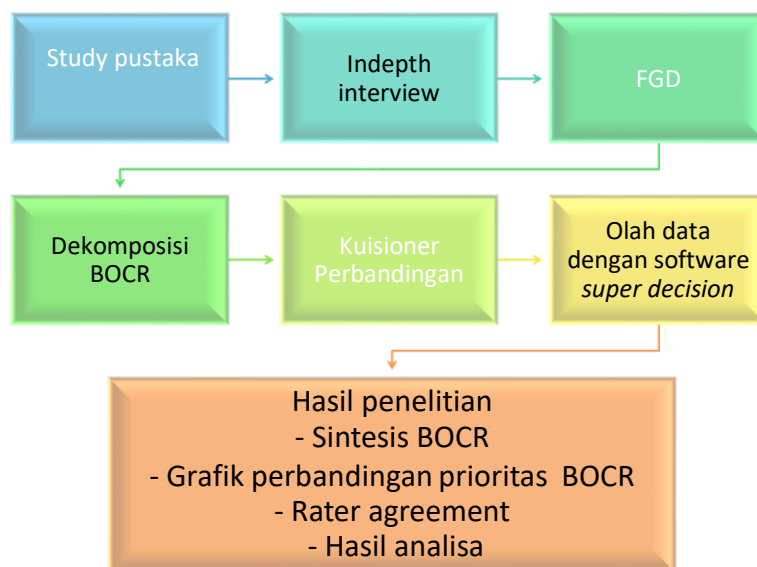 Study pustaka
Indepth
interview
FGD
Dekomposisi
BOCR
Kuisioner
Perbandingan
Olah data
dengan software
super decision
Hasil penelitian
- Sintesis BOCR
- Grafik perbandingan prioritas BOCR
- Rater agreement
- Hasil analisa